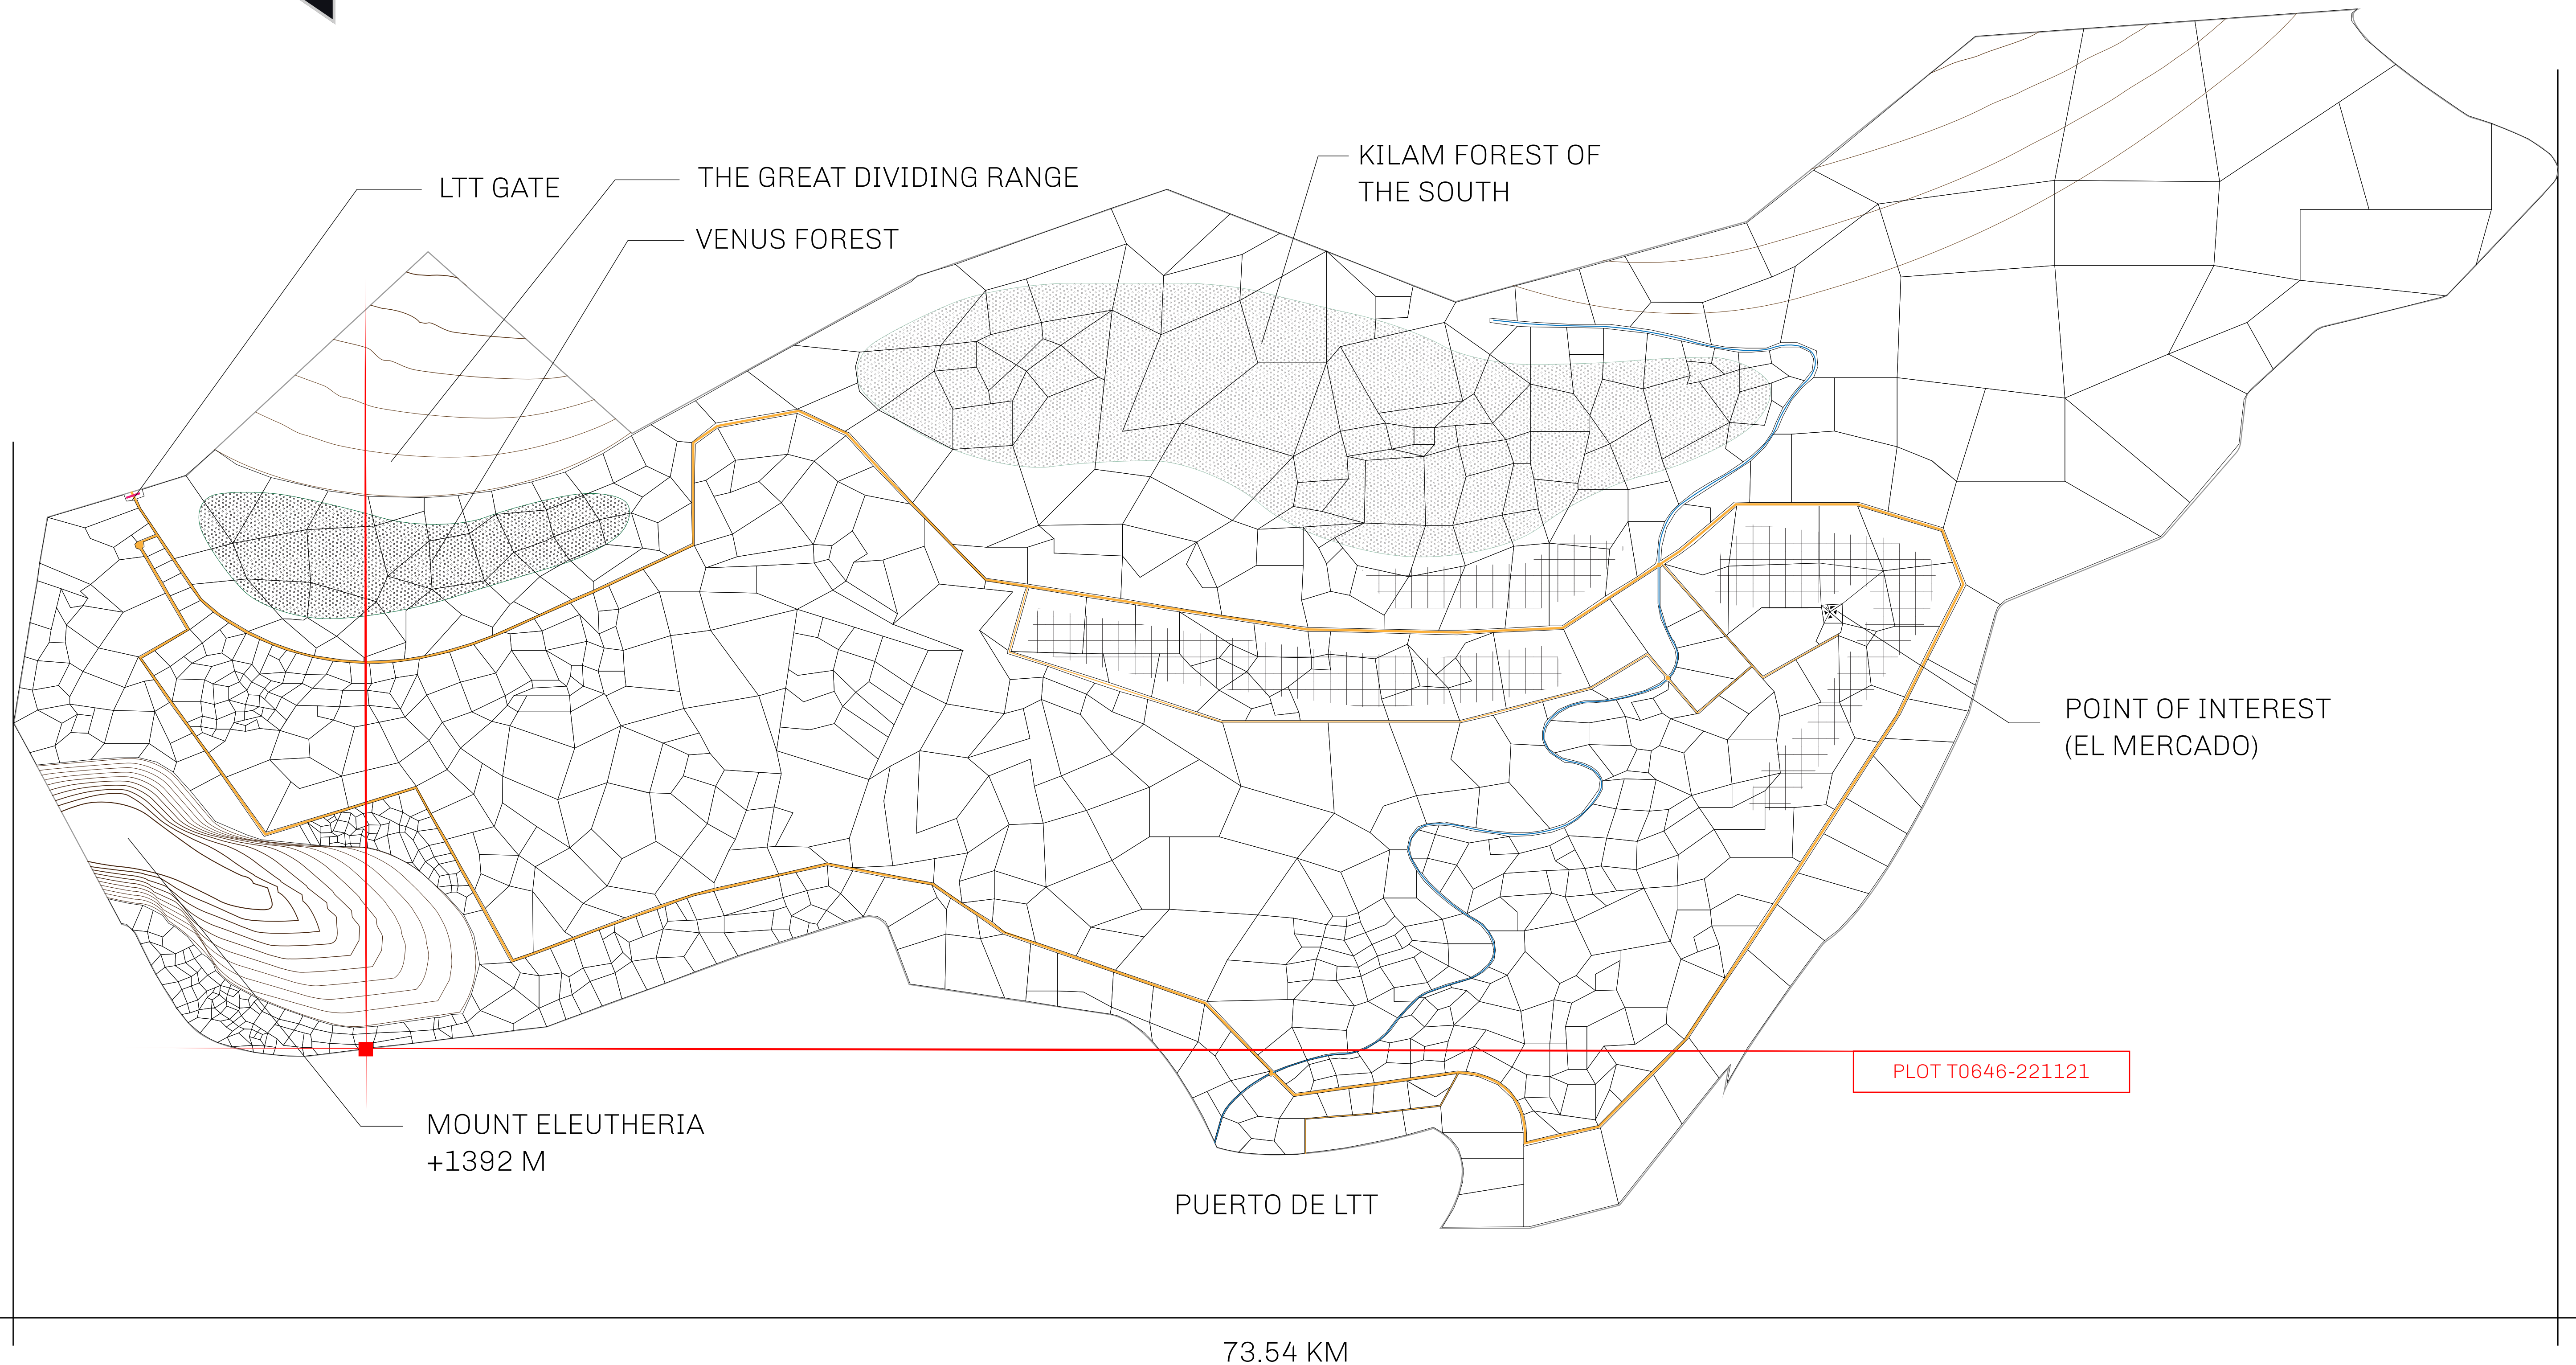 KILAM FOREST OF
THE SOUTH
LTT GATE
THE GREAT DIVIDING RANGE
VENUS FOREST
POINT OF INTEREST
(EL MERCADO)
PLOT T0646-221121
MOUNT ELEUTHERIA
+1392 M
PUERTO DE LTT
73.54 KM